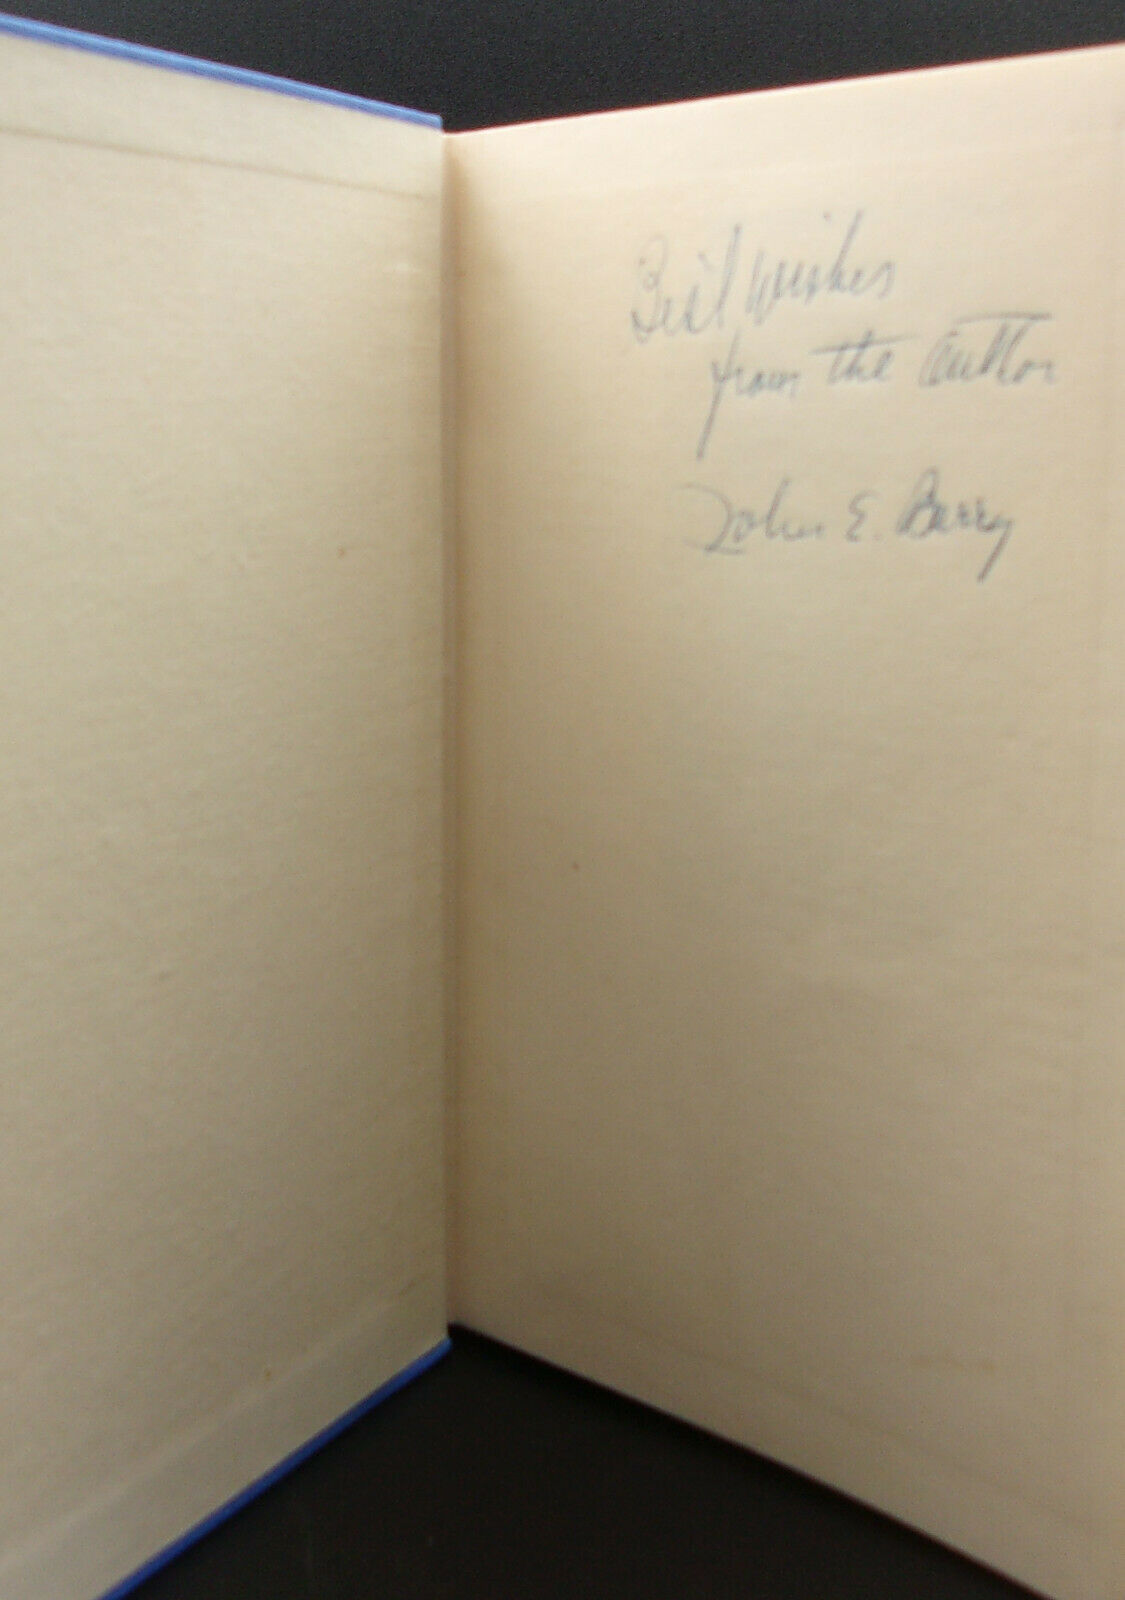 Best Wishes
from the Author
John E. Barry